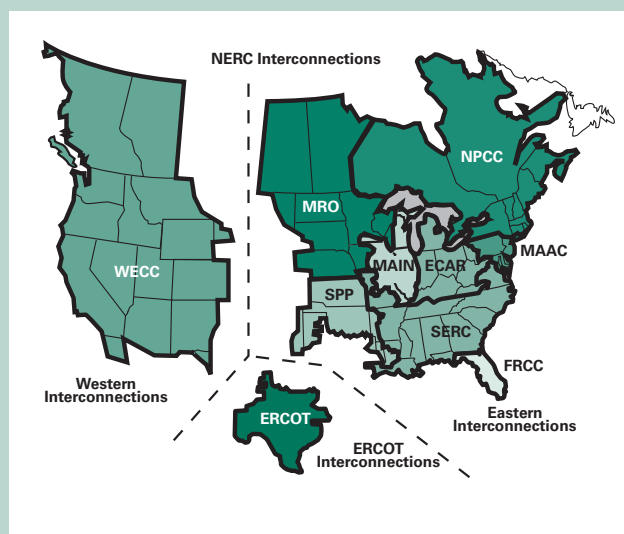 NERC Interconnections
NPCC
MRO
MAAC
MAIN
ECAR
WECC
SPP
SERC
FRCC
Western
Interconnections
Eastern
Interconnections
ERCOT
ERCOT
Interconnections